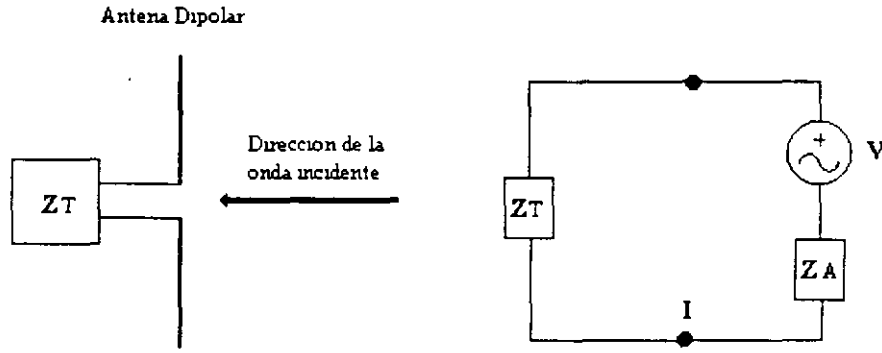 Antena Dipolar
Direccion de la
onda incidente
ZT
ZT
+
V
ZA
I